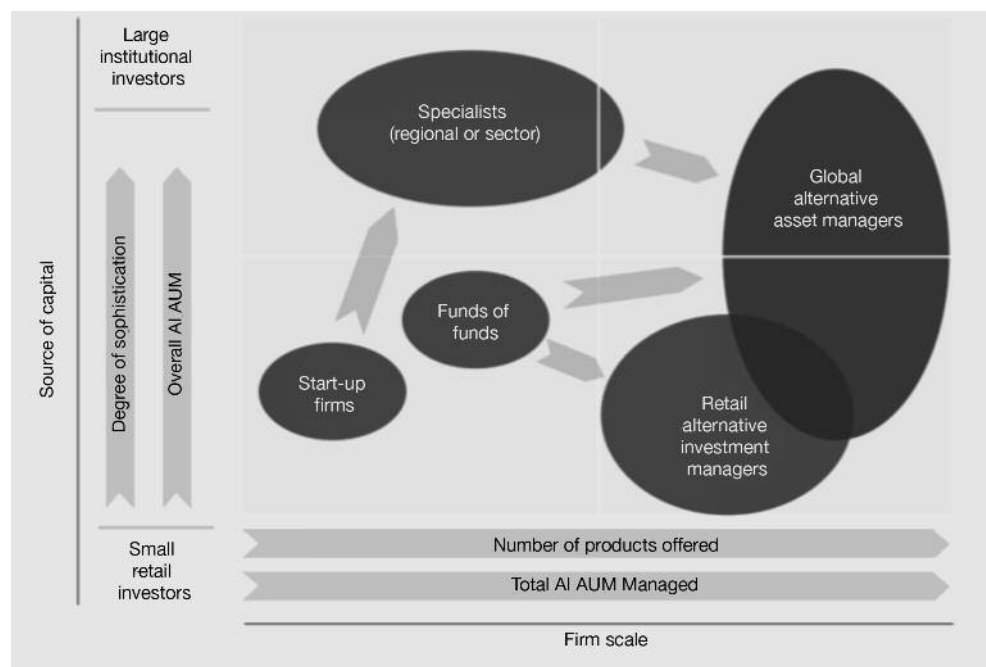 Large
institutional
investors
Source of capital
Degree of sophistication
Overall AI AUM
Small
retail
investors
Specialists
(regional or sector)
Global
alternative
asset managers
Funds of
funds
Start-up
firms
Retail
alternative
investment
managers
Number of products offered
Total AI AUM Managed
Firm scale